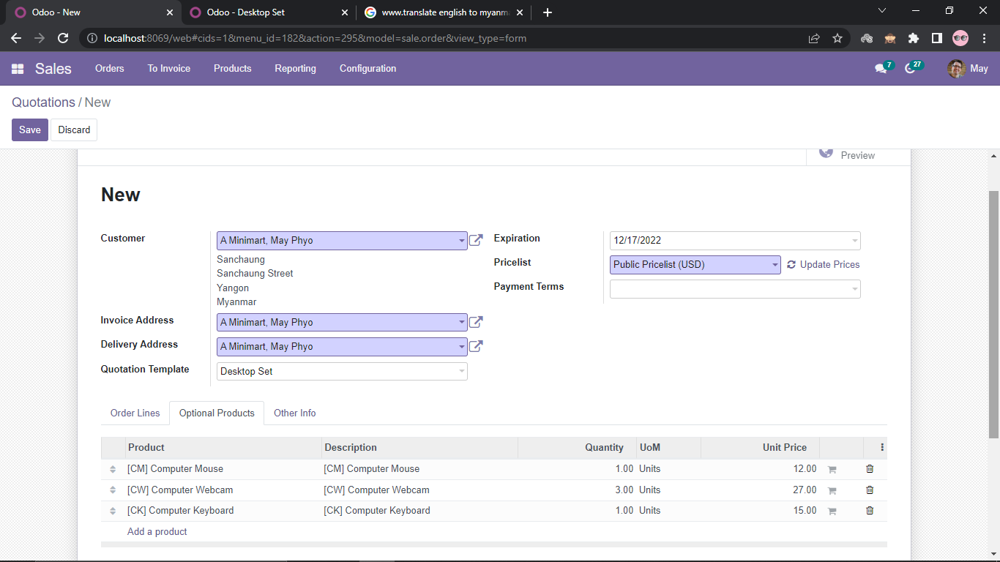 Odoo - New
Odoo - Desktop Set
www.translate english to myanma
localhost:8069/web#cids=1&menu_id=182&action=295&model=sale.order&view_type=form
Sales Orders To Invoice Products Reporting Configuration 7 27 May
Quotations / New
Save Discard
Preview
New
Customer A Minimart, May Phyo Expiration 12/17/2022
Sanchaung
Pricelist Public Pricelist (USD) Update Prices
Sanchaung Street
Yangon
Payment Terms
Myanmar
Invoice Address A Minimart, May Phyo
Delivery Address A Minimart, May Phyo
Quotation Template Desktop Set
Order Lines Optional Products Other Info
Product Description Quantity UoM Unit Price
[CM] Computer Mouse [CM] Computer Mouse 1.00 Units 12.00
[CW] Computer Webcam [CW] Computer Webcam 3.00 Units 27.00
[CK] Computer Keyboard [CK] Computer Keyboard 1.00 Units 15.00
Add a product